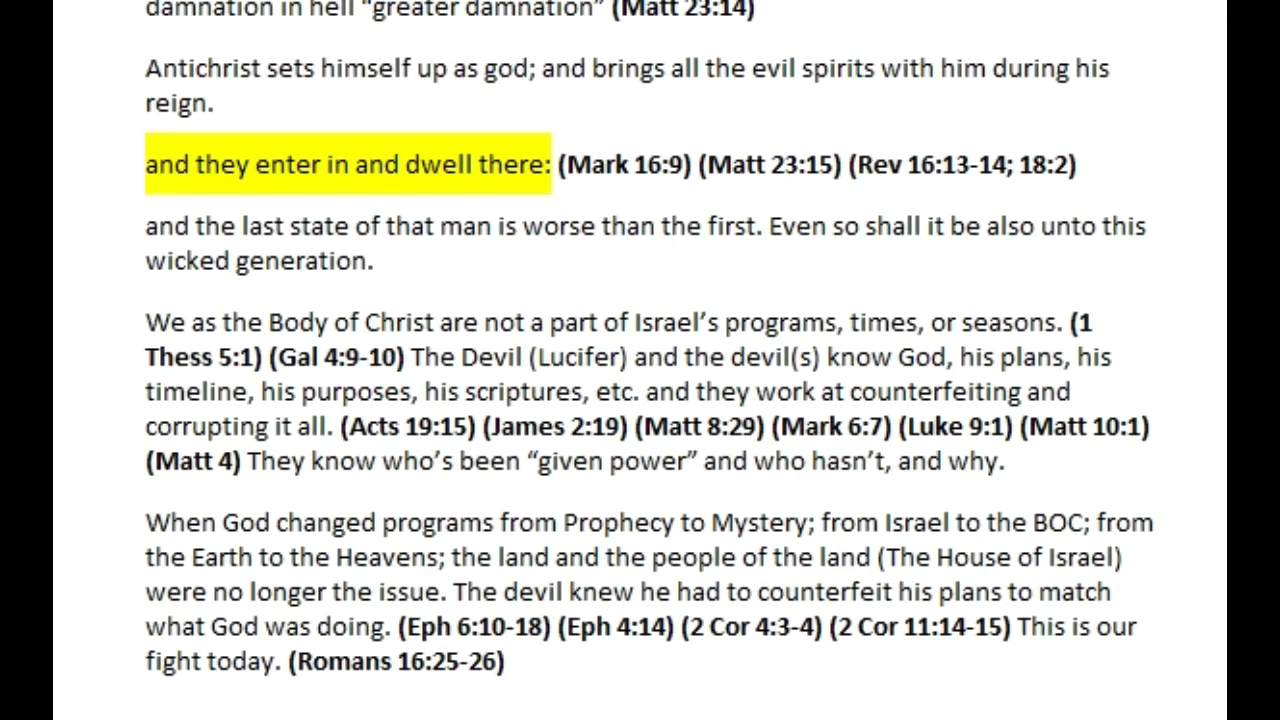 damnation in hell “greater damnation” (Matt 23:14)
Antichrist sets himself up as god; and brings all the evil spirits with him during his
reign.
and they enter in and dwell there: (Mark 16:9) (Matt 23:15) (Rev 16:13-14; 18:2)
and the last state of that man is worse than the first. Even so shall it be also unto this
wicked generation.
We as the Body of Christ are not a part of Israel’s programs, times, or seasons. (1
Thess 5:1) (Gal 4:9-10) The Devil (Lucifer) and the devil(s) know God, his plans, his
timeline, his purposes, his scriptures, etc. and they work at counterfeiting and
corrupting it all. (Acts 19:15) (James 2:19) (Matt 8:29) (Mark 6:7) (Luke 9:1) (Matt 10:1)
(Matt 4) They know who’s been “given power” and who hasn’t, and why.
When God changed programs from Prophecy to Mystery; from Israel to the BOC; from
the Earth to the Heavens; the land and the people of the land (The House of Israel)
were no longer the issue. The devil knew he had to counterfeit his plans to match
what God was doing. (Eph 6:10-18) (Eph 4:14) (2 Cor 4:3-4) (2 Cor 11:14-15) This is our
fight today. (Romans 16:25-26)